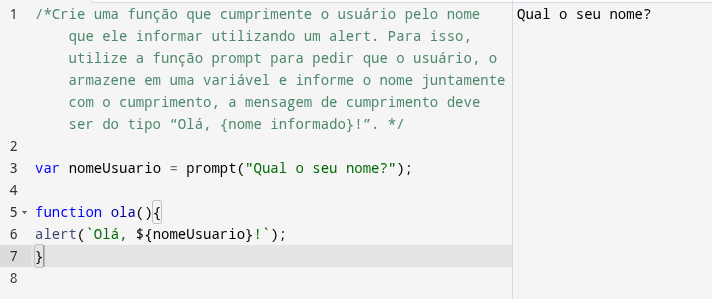 1 /*Crie uma função que cumprimente o usuário pelo nome
que ele informar utilizando um alert. Para isso,
utilize a função prompt para pedir que o usuário, o
armazene em uma variável e informe o nome juntamente
com o cumprimento, a mensagem de cumprimento deve
ser do tipo “Olá, {nome informado}!”. */
2
3 var nomeUsuario = prompt("Qual o seu nome?");
4
5 function ola(){
6 alert(`Olá, ${nomeUsuario}!`);
7 }
8
Qual o seu nome?